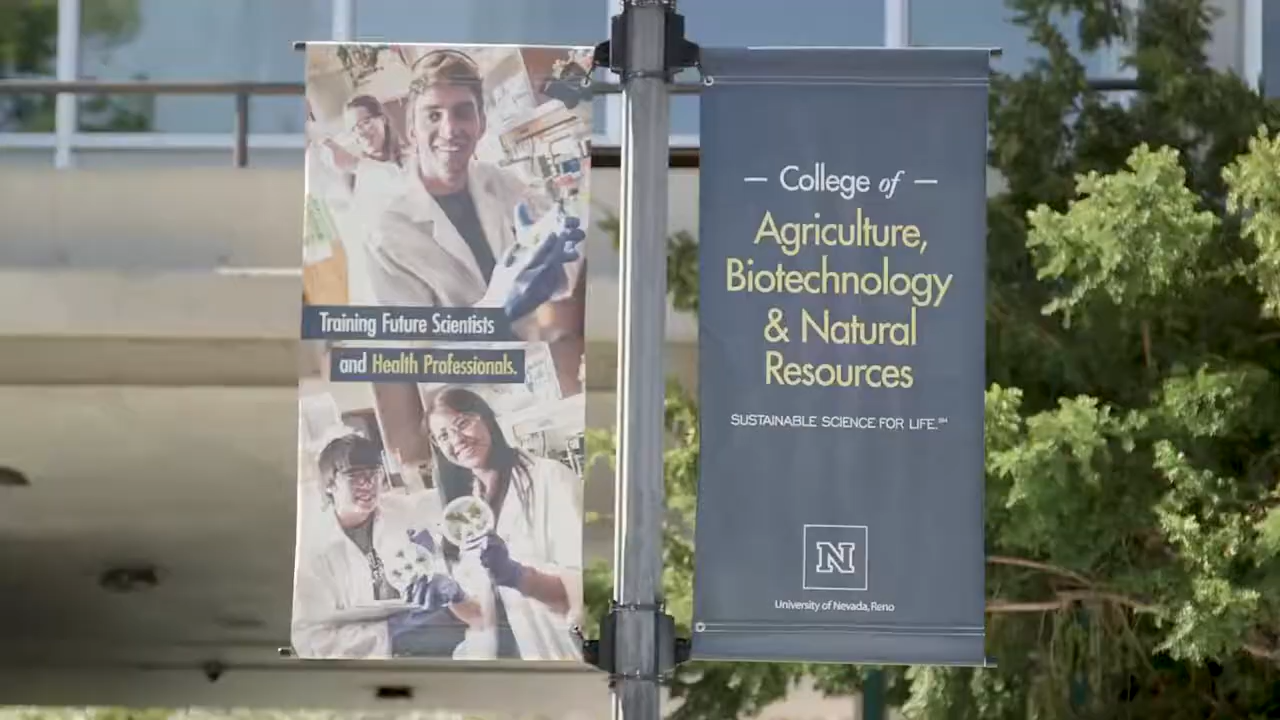 Training Future Scientists
and Health Professionals.
— College of —
Agriculture,
Biotechnology
& Natural
Resources
SUSTAINABLE SCIENCE FOR LIFE.℠
N
University of Nevada, Reno